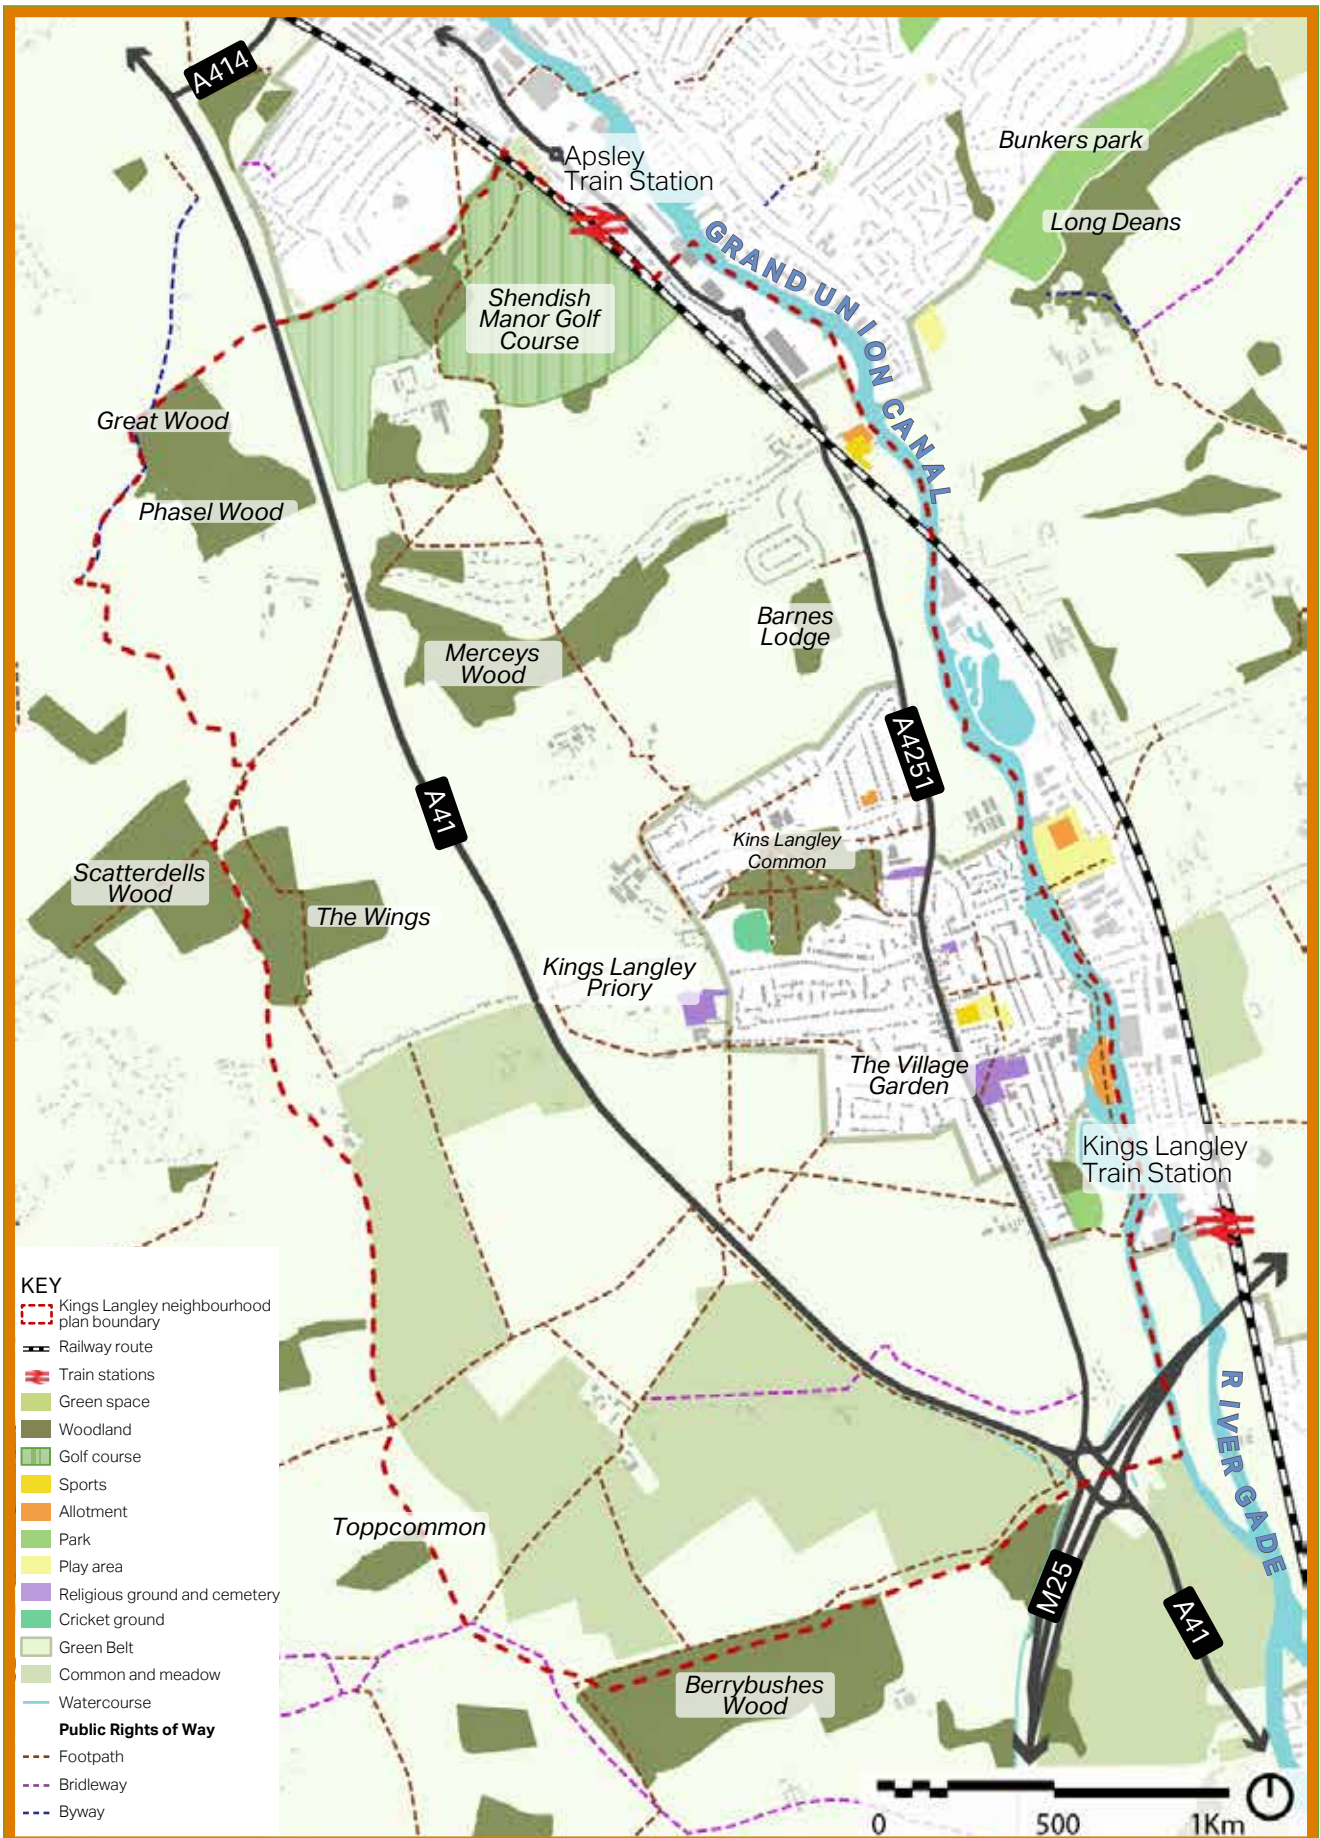 A414
Apsley
Train Station
Bunkers park
Long Deans
GRAND UNION CANAL
Shendish
Manor Golf
Course
Great Wood
Phasel Wood
Barnes
Lodge
Merceys
Wood
A4251
A41
Kins Langley
Common
Scatterdells
Wood
The Wings
Kings Langley
Priory
The Village
Garden
Kings Langley
Train Station
RIVER GADE
Toppcommon
M25
A41
Berrybushes
Wood
KEY
Kings Langley neighbourhood
plan boundary
Railway route
Train stations
Green space
Woodland
Golf course
Sports
Allotment
Park
Play area
Religious ground and cemetery
Cricket ground
Green Belt
Common and meadow
Watercourse
Public Rights of Way
Footpath
Bridleway
Byway
0 500 1Km